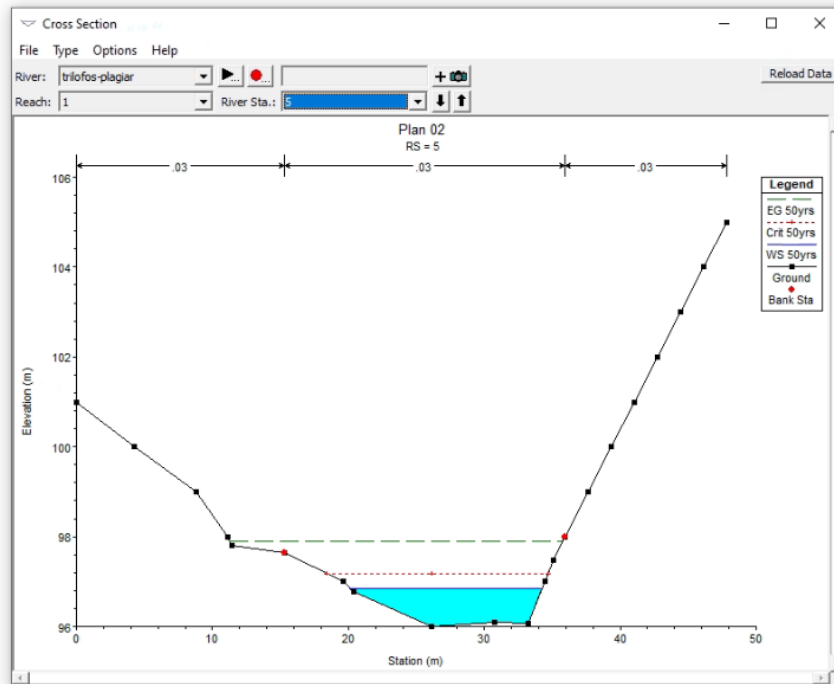 Cross Section
File Type Options Help
River: trilofos-plagiar
Reload Data
Reach: 1 River Sta.: 5
Plan 02
RS = 5
.03 .03 .03
Legend
EG 50yrs
Crit 50yrs
WS 50yrs
Ground
Bank Sta
106
104
102
100
98
96
Elevation (m)
0 10 20 30 40 50
Station (m)